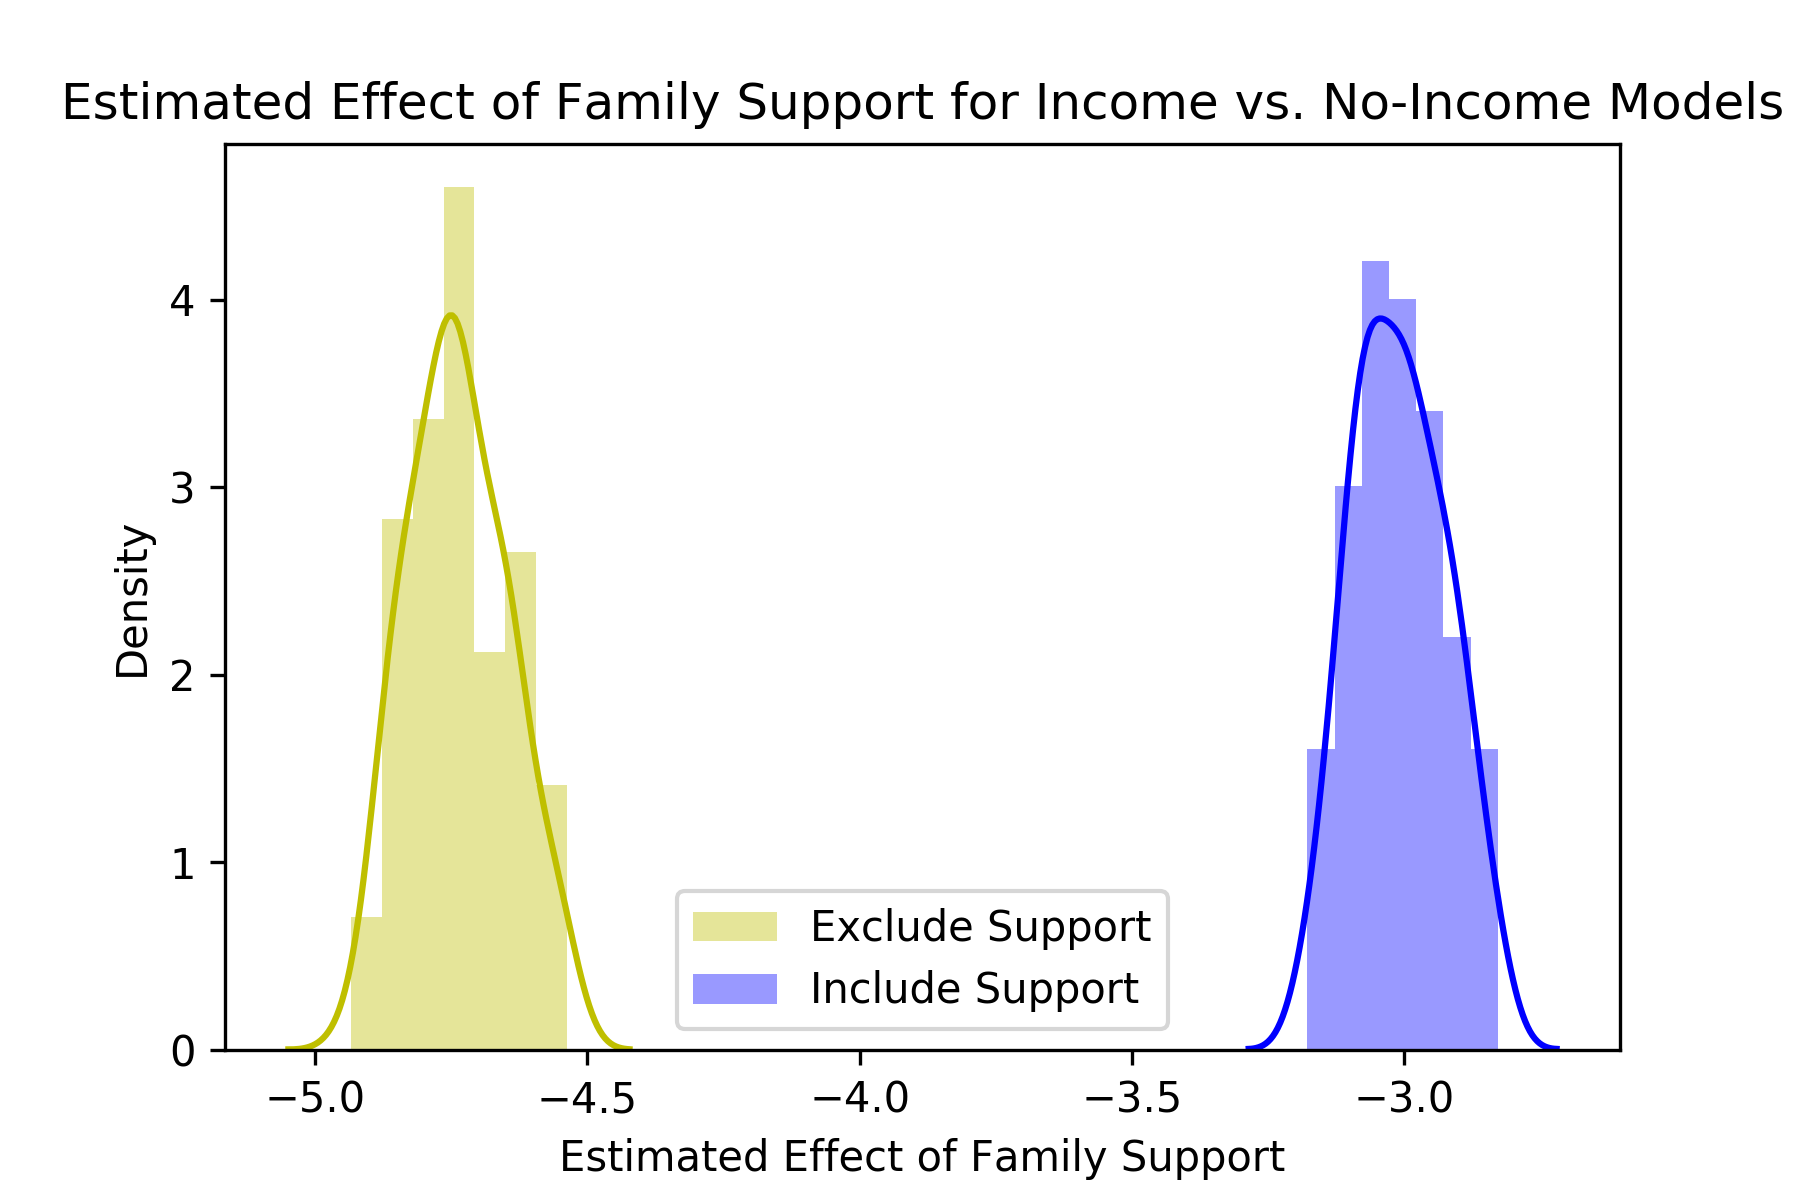 Estimated Effect of Family Support for Income vs. No-Income Models
Density
4
3
2
1
0
Exclude Support
Include Support
−5.0 −4.5 −4.0 −3.5 −3.0
Estimated Effect of Family Support